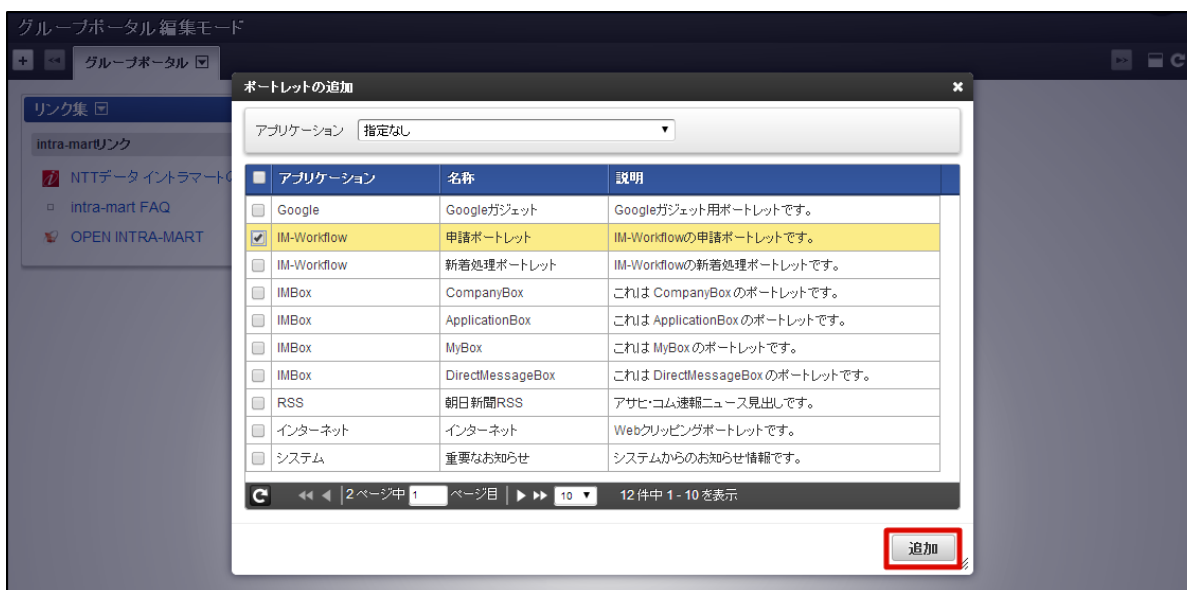 グループポータル 編集モード
グループポータル
ポートレットの追加
リンク集
アプリケーション 指定なし
intra-martリンク
NTTデータ イントラマートの
intra-mart FAQ
OPEN INTRA-MART
アプリケーション 名称 説明
Google Googleガジェット Googleガジェット用ポートレットです。
IM-Workflow 申請ポートレット IM-Workflowの申請ポートレットです。
IM-Workflow 新着処理ポートレット IM-Workflowの新着処理ポートレットです。
IMBox CompanyBox これは CompanyBox のポートレットです。
IMBox ApplicationBox これは ApplicationBox のポートレットです。
IMBox MyBox これは MyBox のポートレットです。
IMBox DirectMessageBox これは DirectMessageBox のポートレットです。
RSS 朝日新聞RSS アサヒ・コム速報ニュース見出しです。
インターネット インターネット Webクリッピングポートレットです。
システム 重要なお知らせ システムからのお知らせ情報です。
2 ページ中 1 ページ目 10 12 件中 1 - 10 を表示
追加